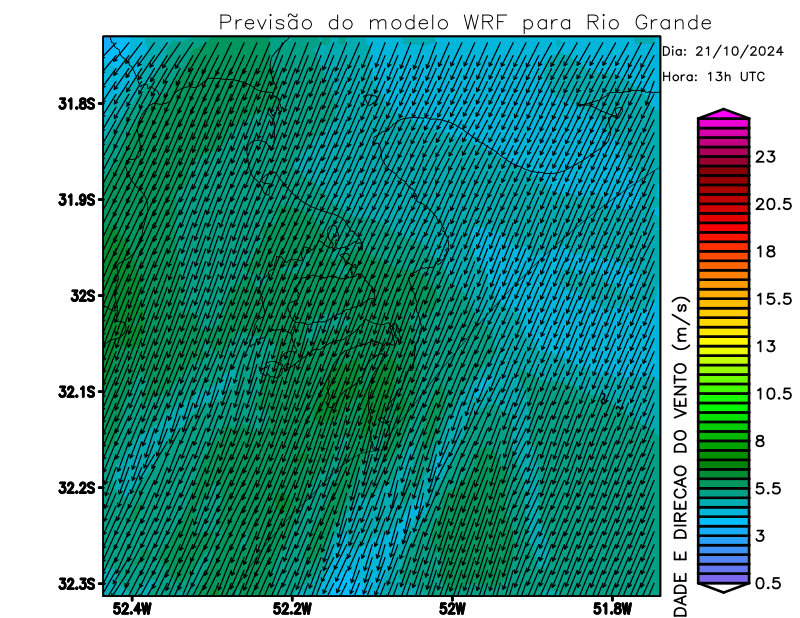 Previsão do modelo WRF para Rio Grande
Dia: 21/10/2024
Hora: 13h UTC
31.8S
31.9S
32S
32.1S
32.2S
32.3S
52.4W
52.2W
52W
51.8W
23
20.5
18
15.5
13
10.5
8
5.5
3
0.5
DADE E DIRECAO DO VENTO (m/s)